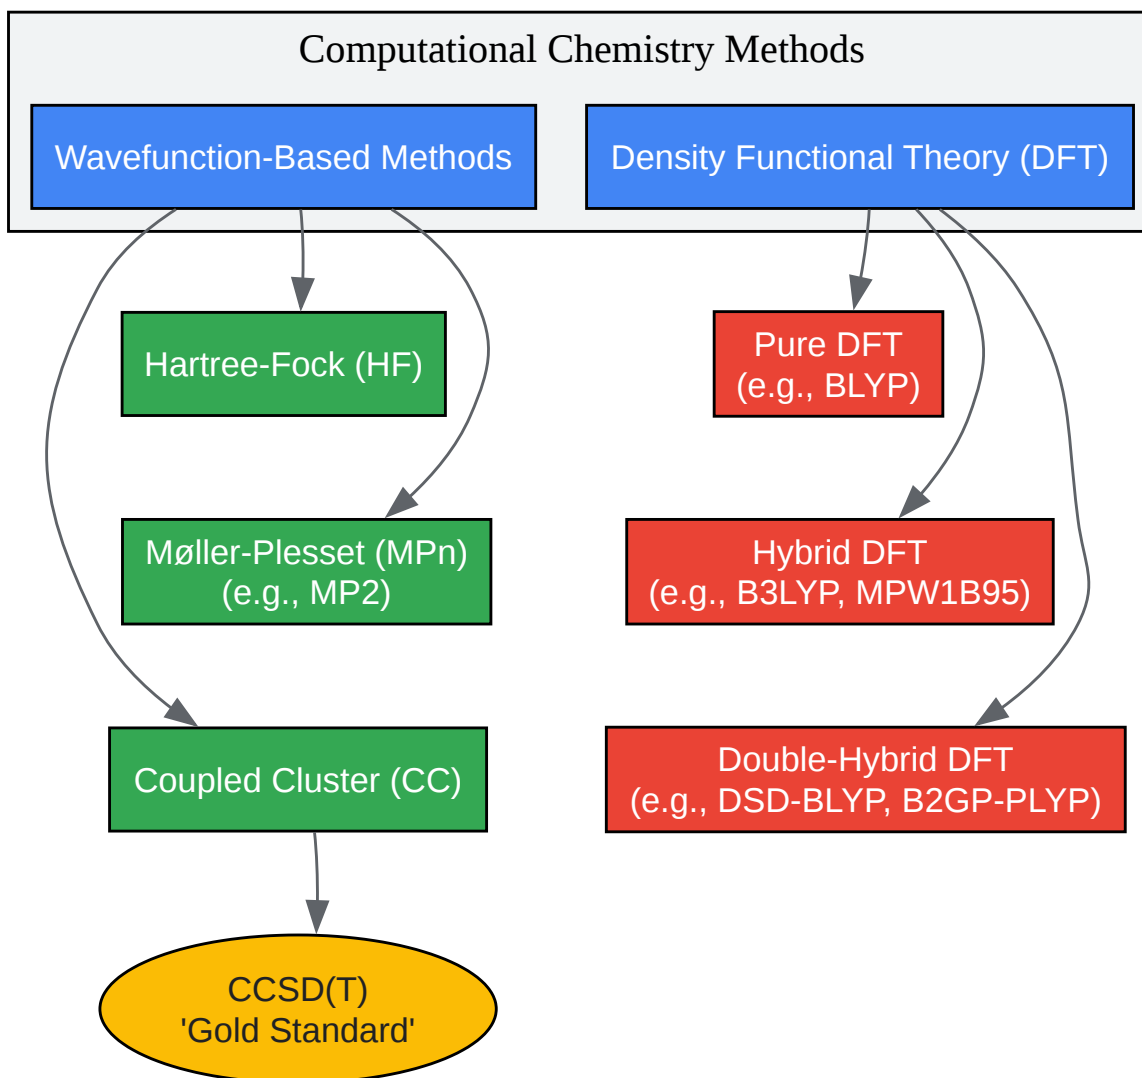 Computational Chemistry Methods
Wavefunction-Based Methods
Density Functional Theory (DFT)
Hartree-Fock (HF)
Pure DFT
(e.g., BLYP)
Møller-Plesset (MPn)
(e.g., MP2)
Hybrid DFT
(e.g., B3LYP, MPW1B95)
Coupled Cluster (CC)
Double-Hybrid DFT
(e.g., DSD-BLYP, B2GP-PLYP)
CCSD(T)
'Gold Standard'